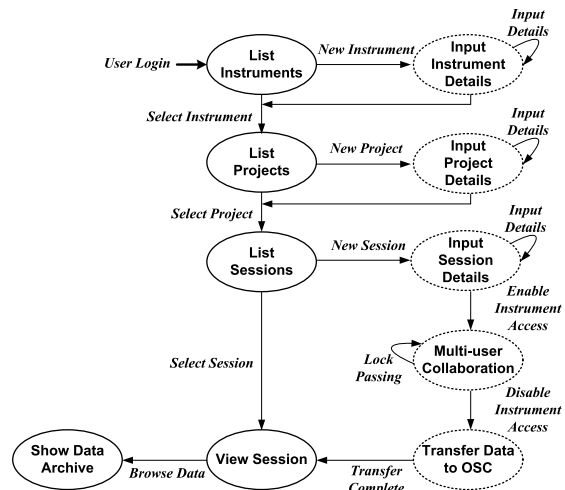 Input
Details
List
Instruments
New Instrument
Input
Instrument
Details
User Login
Select Instrument
Input
Details
List
Projects
New Project
Input
Project
Details
Select Project
Input
Details
List
Sessions
New Session
Input
Session
Details
Enable
Instrument
Access
Select Session
Lock
Passing
Multi-user
Collaboration
Disable
Instrument
Access
Show Data
Archive
Browse Data
View Session
Transfer
Complete
Transfer Data
to OSC